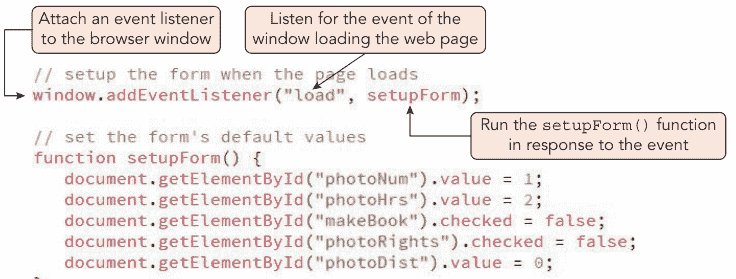 Attach an event listener
to the browser window
Listen for the event of the
window loading the web page
// setup the form when the page loads
window.addEventListener("load", setupForm);
Run the setupForm() function
in response to the event
// set the form's default values
function setupForm() {
document.getElementById("photoNum").value = 1;
document.getElementById("photoHrs").value = 2;
document.getElementById("makeBook").checked = false;
document.getElementById("photoRights").checked = false;
document.getElementById("photoDist").value = 0;